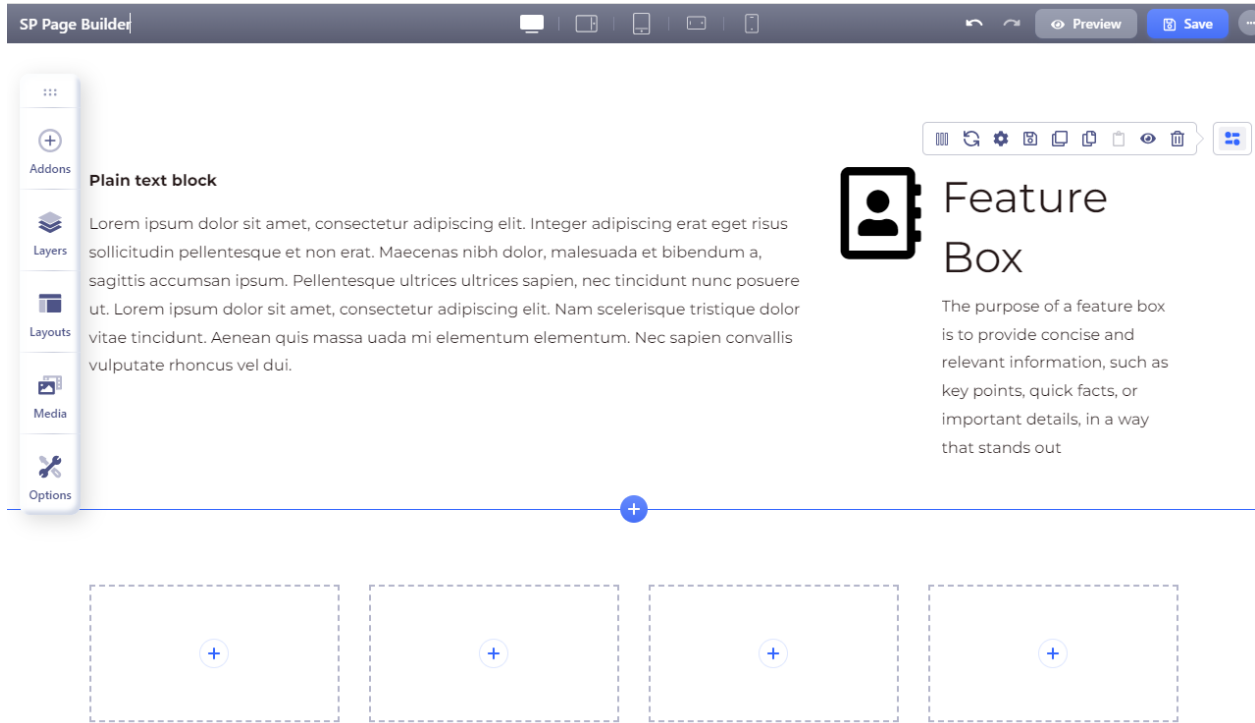 SP Page Builder
Preview
Save
Addons
Layers
Layouts
Media
Options
Plain text block
Lorem ipsum dolor sit amet, consectetur adipiscing elit. Integer adipiscing erat eget risus
sollicitudin pellentesque et non erat. Maecenas nibh dolor, malesuada et bibendum a,
sagittis accumsan ipsum. Pellentesque ultrices ultrices sapien, nec tincidunt nunc posuere
ut. Lorem ipsum dolor sit amet, consectetur adipiscing elit. Nam scelerisque tristique dolor
vitae tincidunt. Aenean quis massa uada mi elementum elementum. Nec sapien convallis
vulputate rhoncus vel dui.
Feature
Box
The purpose of a feature box
is to provide concise and
relevant information, such as
key points, quick facts, or
important details, in a way
that stands out